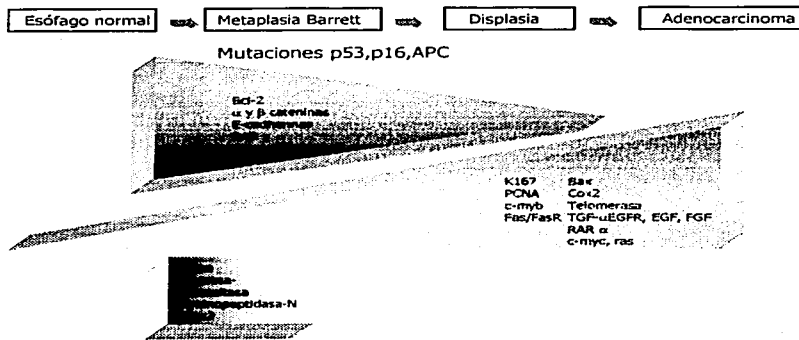 Esófago normal
Metaplasia Barrett
Displasia
Adenocarcinoma
Mutaciones p53,p16,APC
Bcl-2
α y β cateninas
K167 Bax
PCNA Cox2
c-myb Telomerasa
Fas/FasR TGF-αEGFR, EGF, FGF
RAR α
c-myc, ras